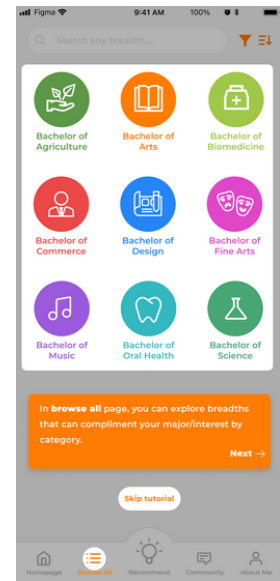 Figma 9:41 AM 100%
Search any breadth...
Bachelor of Agriculture
Bachelor of Arts
Bachelor of Biomedicine
Bachelor of Commerce
Bachelor of Design
Bachelor of Fine Arts
Bachelor of Music
Bachelor of Oral Health
Bachelor of Science
In browse all page, you can explore breadths
that can compliment your major/interest by
category.
Next →
Skip tutorial
Homepage Browse All Recommend Community About Me